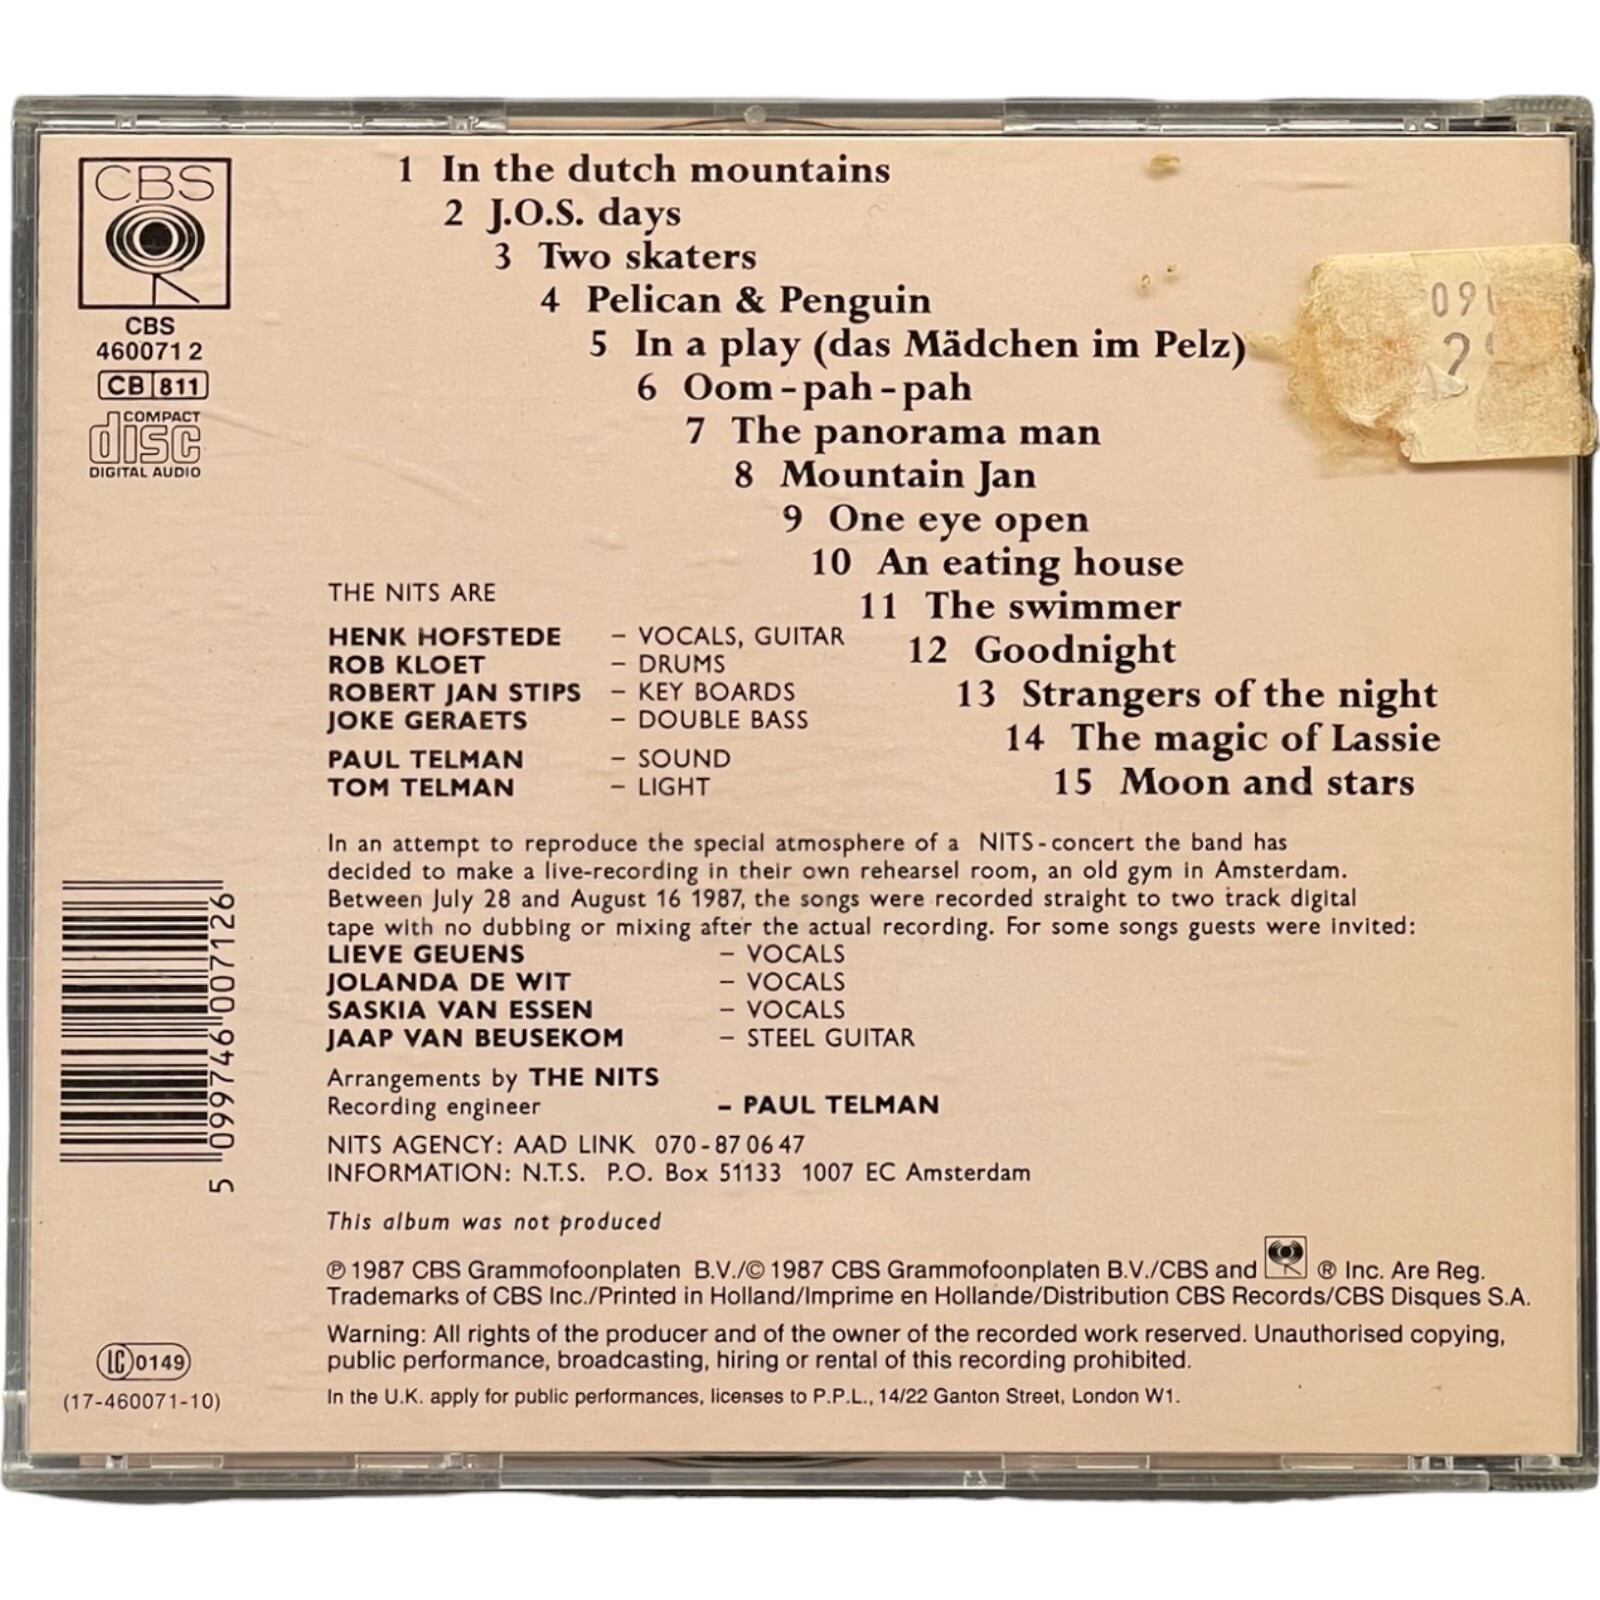 CBS
CBS
460071 2
CB 811
COMPACT
disc
DIGITAL AUDIO
1 In the dutch mountains
2 J.O.S. days
3 Two skaters
4 Pelican & Penguin
5 In a play (das Mädchen im Pelz)
6 Oom-pah-pah
7 The panorama man
8 Mountain Jan
9 One eye open
10 An eating house
11 The swimmer
12 Goodnight
13 Strangers of the night
14 The magic of Lassie
15 Moon and stars
THE NITS ARE
HENK HOFSTEDE – VOCALS, GUITAR
ROB KLOET – DRUMS
ROBERT JAN STIPS – KEY BOARDS
JOKE GERAETS – DOUBLE BASS
PAUL TELMAN – SOUND
TOM TELMAN – LIGHT
In an attempt to reproduce the special atmosphere of a NITS-concert the band has
decided to make a live-recording in their own rehearsel room, an old gym in Amsterdam.
Between July 28 and August 16 1987, the songs were recorded straight to two track digital
tape with no dubbing or mixing after the actual recording. For some songs guests were invited:
LIEVE GEUENS – VOCALS
JOLANDA DE WIT – VOCALS
SASKIA VAN ESSEN – VOCALS
JAAP VAN BEUSEKOM – STEEL GUITAR
Arrangements by THE NITS
Recording engineer – PAUL TELMAN
NITS AGENCY: AAD LINK 070-87 06 47
INFORMATION: N.T.S. P.O. Box 51133 1007 EC Amsterdam
This album was not produced
℗ 1987 CBS Grammofoonplaten B.V./© 1987 CBS Grammofoonplaten B.V./CBS and ® Inc. Are Reg.
Trademarks of CBS Inc./Printed in Holland/Imprime en Hollande/Distribution CBS Records/CBS Disques S.A.
Warning: All rights of the producer and of the owner of the recorded work reserved. Unauthorised copying,
public performance, broadcasting, hiring or rental of this recording prohibited.
In the U.K. apply for public performances, licenses to P.P.L., 14/22 Ganton Street, London W1.
5 099746 007126
LC 0149
(17-460071-10)